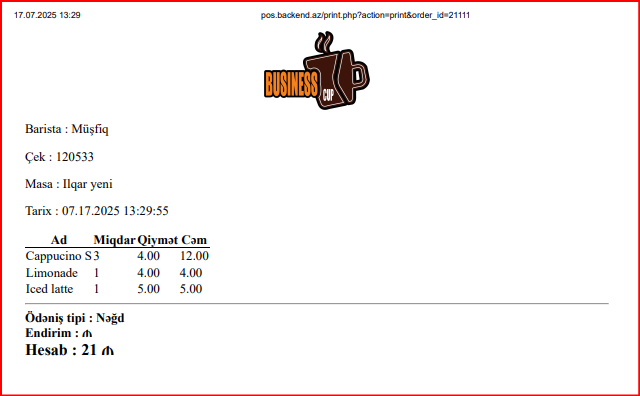 17.07.2025 13:29 pos.backend.az/print.php?action=print&order_id=21111
BUSINESS
CUP
Barista : Müşfiq
Çek : 120533
Masa : Ilqar yeni
Tarix : 07.17.2025 13:29:55
Ad Miqdar Qiymət Cəm
Cappucino S 3 4.00 12.00
Limonade 1 4.00 4.00
Iced latte 1 5.00 5.00
Ödəniş tipi : Nəğd
Endirim : ₼
Hesab : 21 ₼